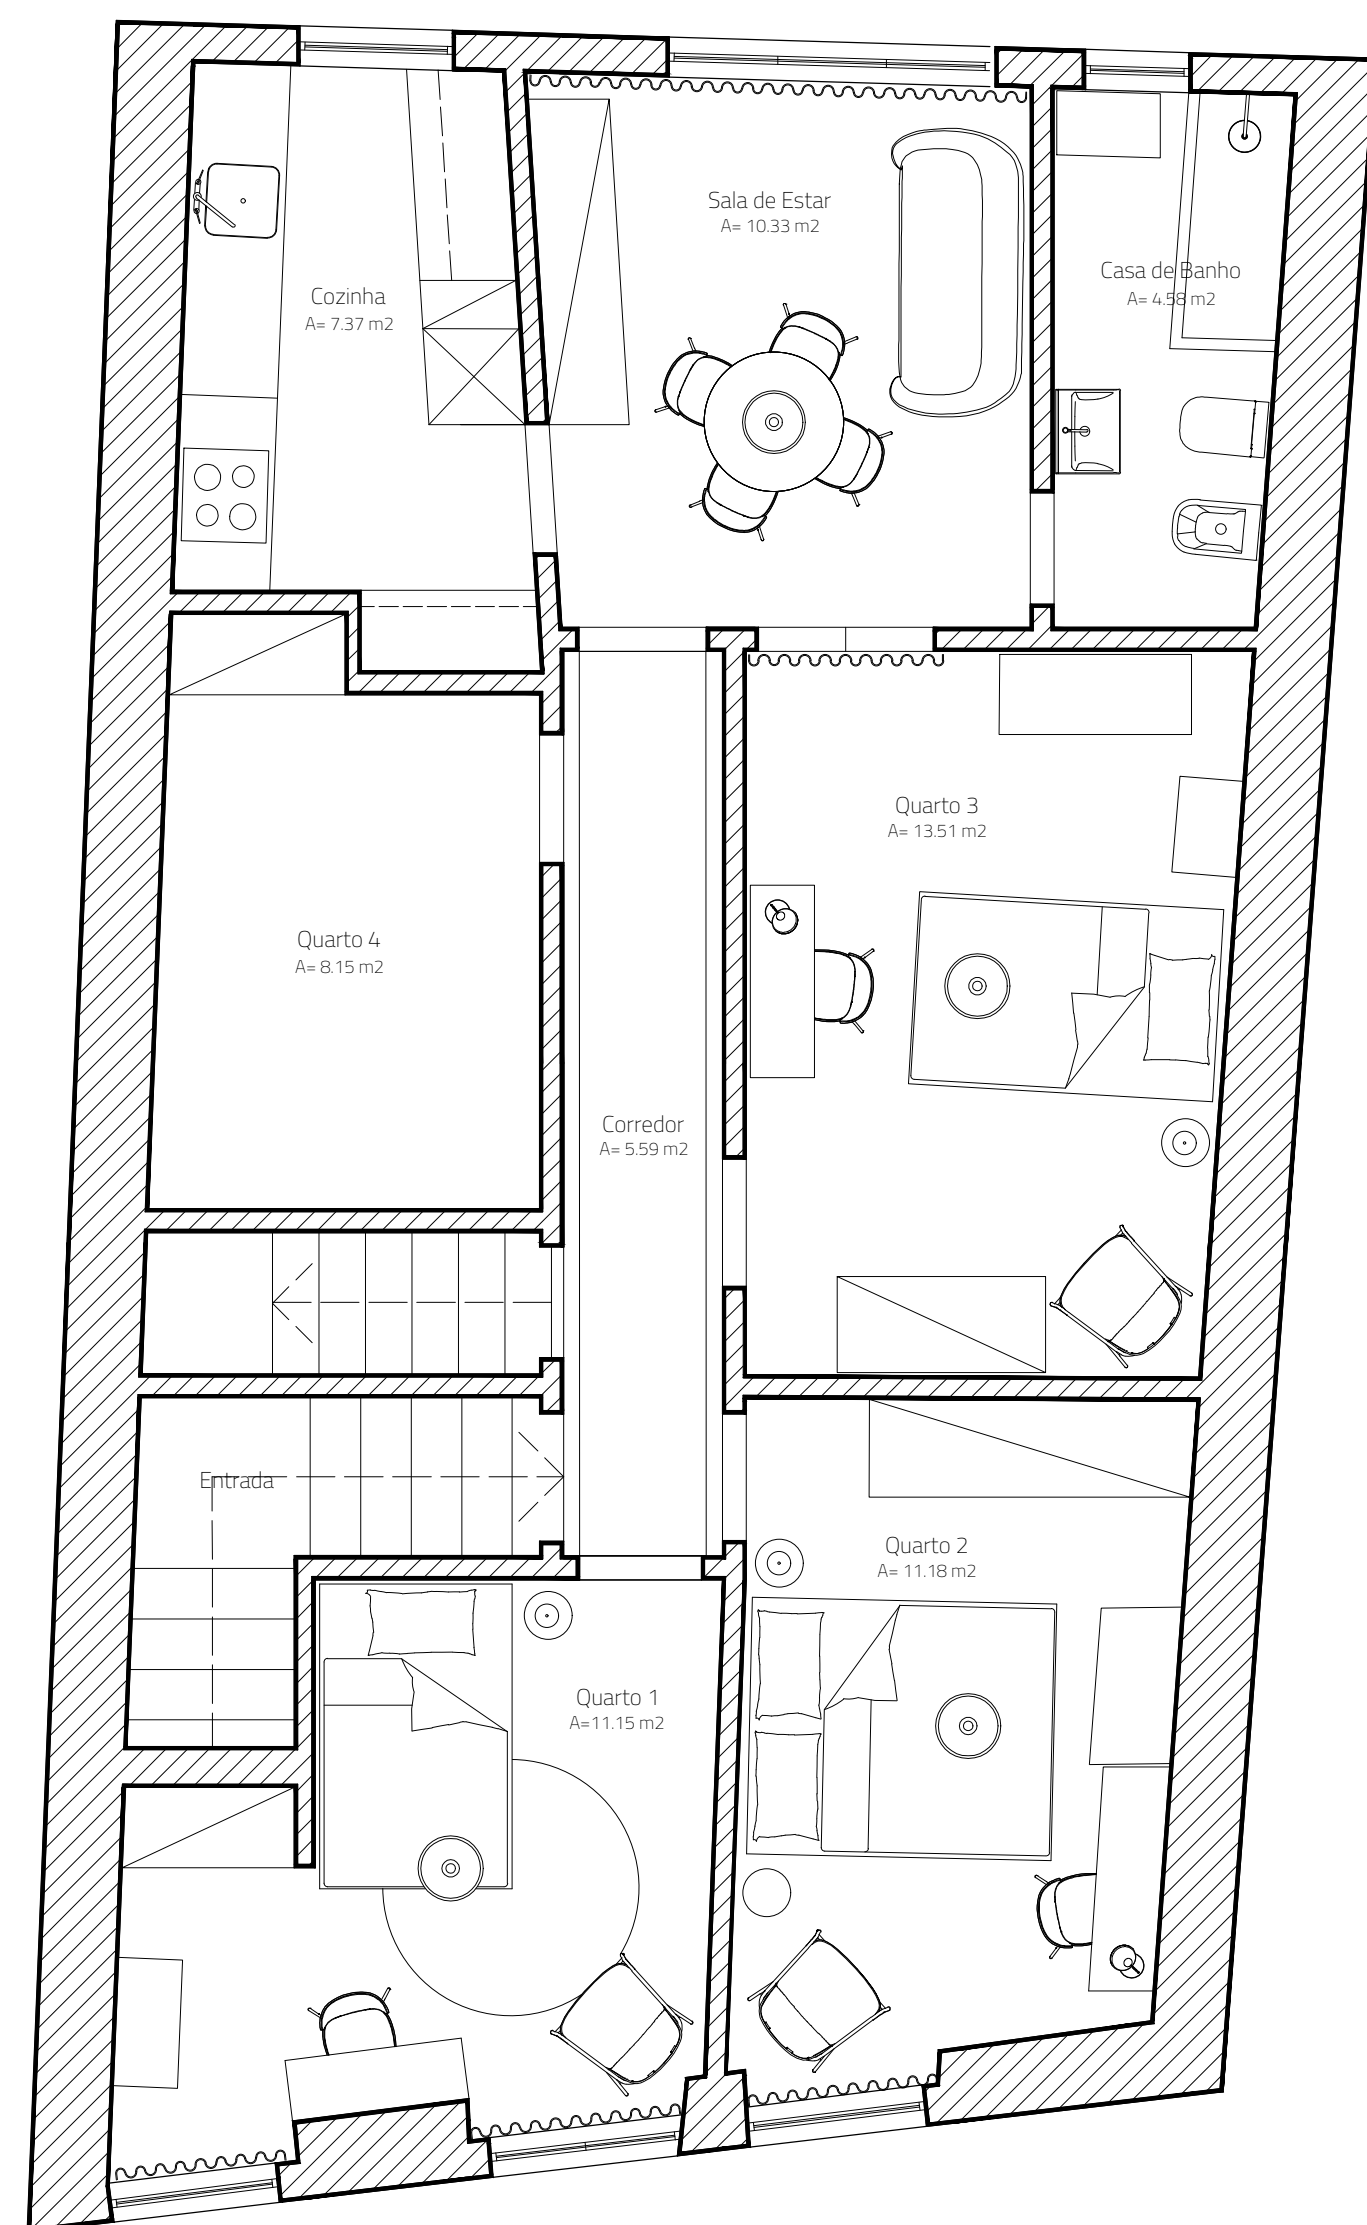 Sala de Estar
A= 10.33 m2
Casa de Banho
A= 4.58 m2
Cozinha
A= 7.37 m2
Quarto 3
A= 13.51 m2
Quarto 4
A= 8.15 m2
Corredor
A= 5.59 m2
Entrada
Quarto 2
A= 11.18 m2
Quarto 1
A=11.15 m2